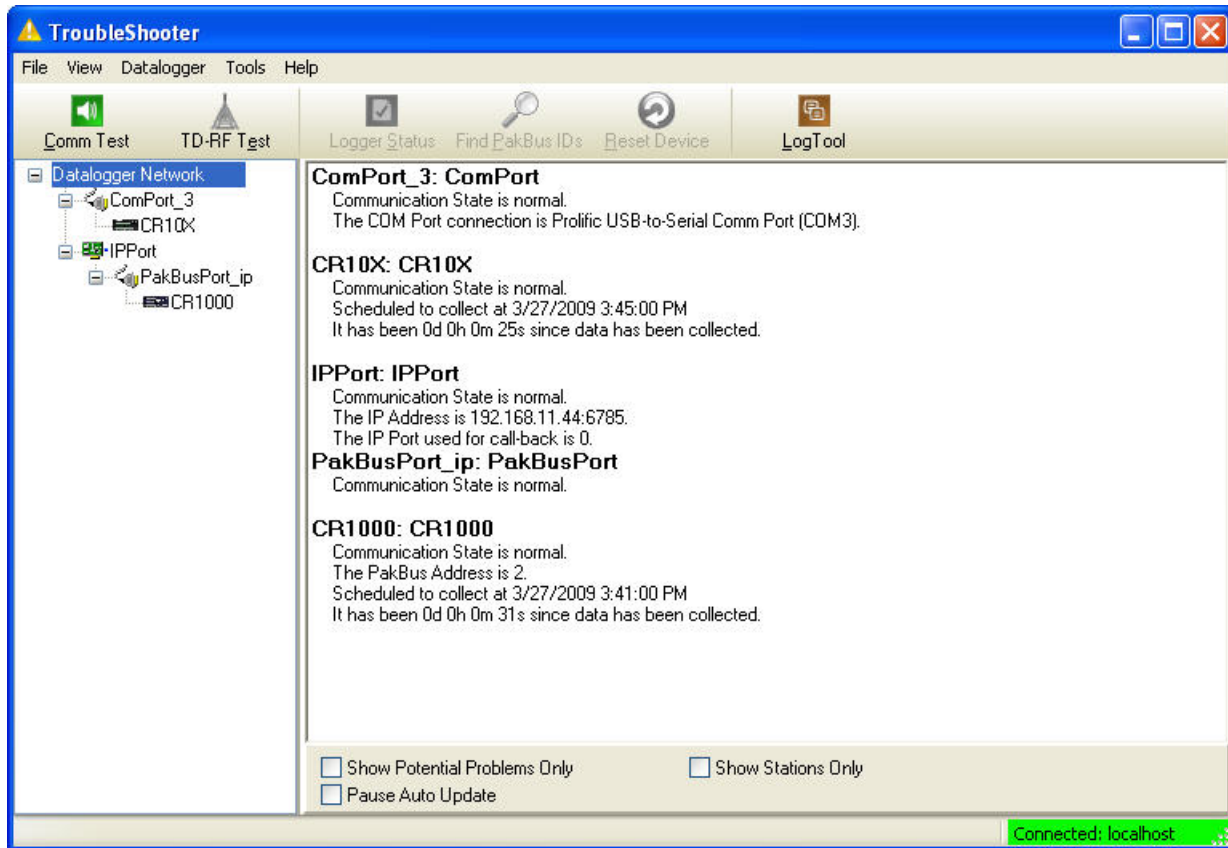 TroubleShooter
File View Datalogger Tools Help
Comm Test TD-RF Test Logger Status Find PakBus IDs Reset Device LogTool
Datalogger Network
ComPort_3
CR10X
IPPort
PakBusPort_ip
CR1000
ComPort_3: ComPort
Communication State is normal.
The COM Port connection is Prolific USB-to-Serial Comm Port (COM3).
CR10X: CR10X
Communication State is normal.
Scheduled to collect at 3/27/2009 3:45:00 PM
It has been 0d 0h 0m 25s since data has been collected.
IPPort: IPPort
Communication State is normal.
The IP Address is 192.168.11.44:6785.
The IP Port used for call-back is 0.
PakBusPort_ip: PakBusPort
Communication State is normal.
CR1000: CR1000
Communication State is normal.
The PakBus Address is 2.
Scheduled to collect at 3/27/2009 3:41:00 PM
It has been 0d 0h 0m 31s since data has been collected.
Show Potential Problems Only Show Stations Only
Pause Auto Update
Connected: localhost